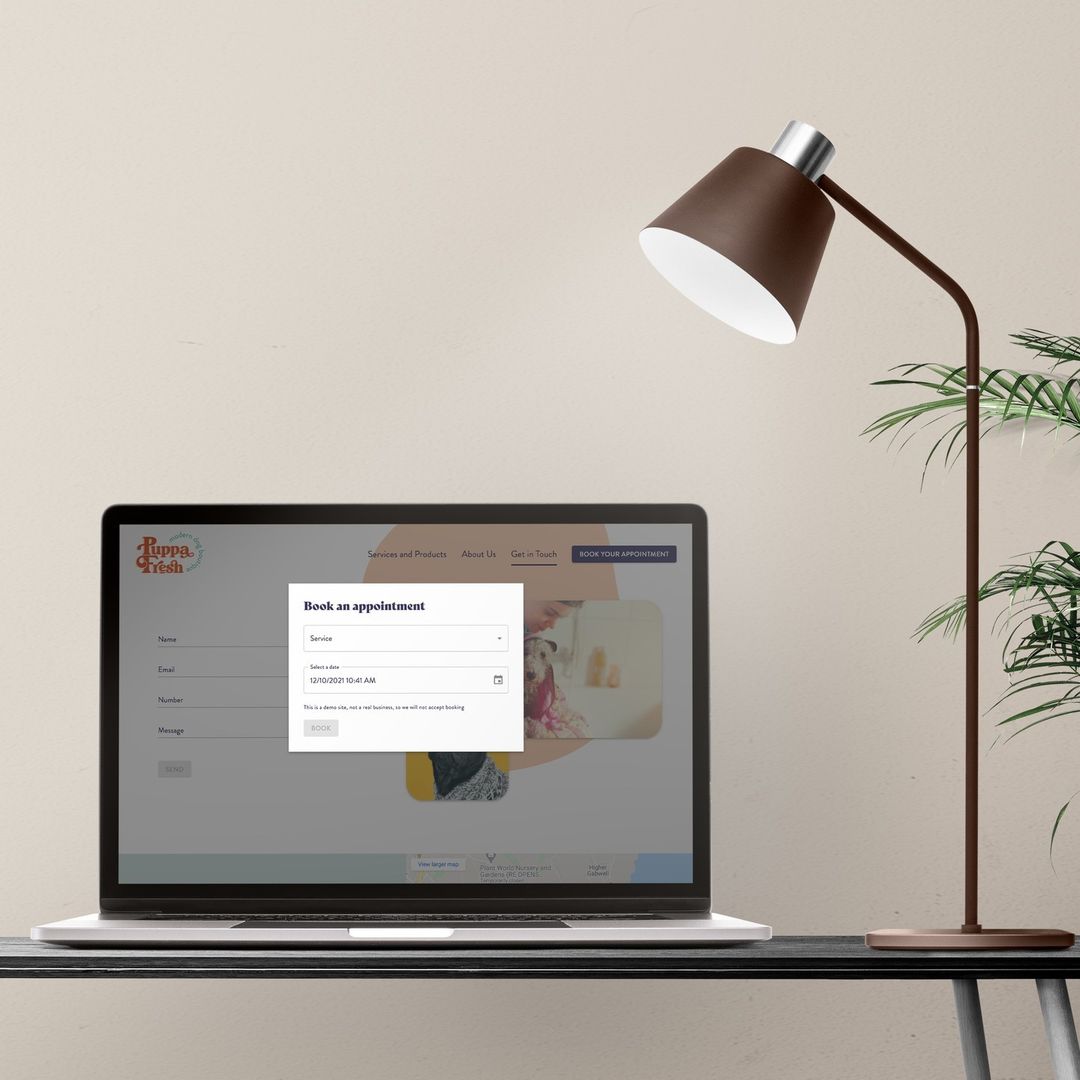 Puppa
Fresh
modern dog boutique
Services and Products
About Us
Get in Touch
BOOK YOUR APPOINTMENT
Name
Email
Number
Message
SEND
Book an appointment
Service
Select a date
12/10/2021 10:41 AM
This is a demo site, not a real business, so we will not accept booking
BOOK
View larger map
Plant World Nursery and
Gardens (RE OPENS...
Temporarily closed
Higher
Gabwell